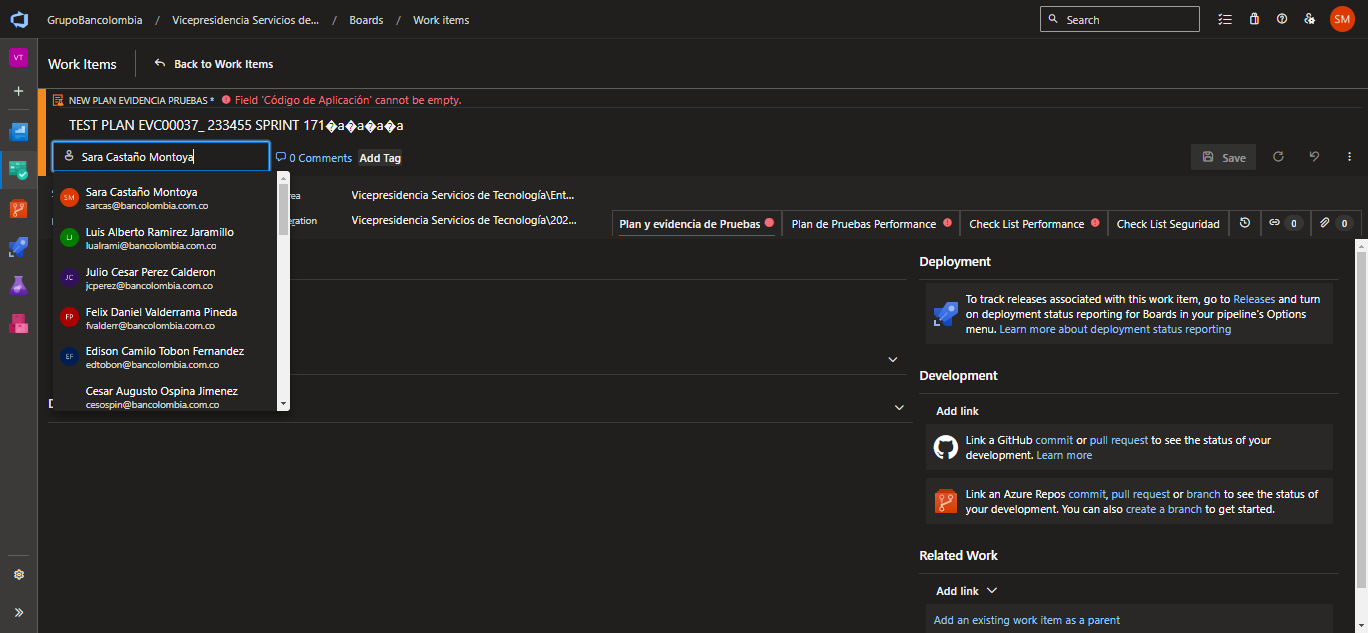 GrupoBancolombia / Vicepresidencia Servicios de... / Boards / Work items
Search
SM
VT
Work Items
Back to Work Items
NEW PLAN EVIDENCIA PRUEBAS * Field 'Código de Aplicación' cannot be empty.
TEST PLAN EVC00037_ 233455 SPRINT 171�a�a�a�a
Sara Castaño Montoya
0 Comments
Add Tag
Save
SM
Sara Castaño Montoya
sarcas@bancolombia.com.co
LJ
Luis Alberto Ramirez Jaramillo
lualrami@bancolombia.com.co
JC
Julio Cesar Perez Calderon
jcperez@bancolombia.com.co
FP
Felix Daniel Valderrama Pineda
fvalderr@bancolombia.com.co
EF
Edison Camilo Tobon Fernandez
edtobon@bancolombia.com.co
Cesar Augusto Ospina Jimenez
cesospin@bancolombia.com.co
rea
Vicepresidencia Servicios de Tecnología\Ent...
eration
Vicepresidencia Servicios de Tecnología\202...
Plan y evidencia de Pruebas
Plan de Pruebas Performance
Check List Performance
Check List Seguridad
0
0
Deployment
To track releases associated with this work item, go to Releases and turn
on deployment status reporting for Boards in your pipeline's Options
menu. Learn more about deployment status reporting
Development
Add link
Link a GitHub commit or pull request to see the status of your
development. Learn more
Link an Azure Repos commit, pull request or branch to see the status of
your development. You can also create a branch to get started.
Related Work
Add link
Add an existing work item as a parent